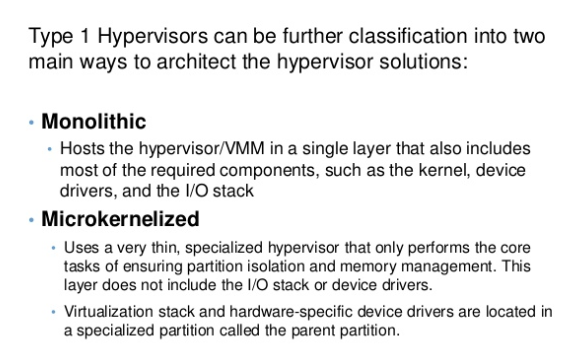 Type 1 Hypervisors can be further classification into two
main ways to architect the hypervisor solutions:
• Monolithic
• Hosts the hypervisor/VMM in a single layer that also includes
most of the required components, such as the kernel, device
drivers, and the I/O stack
• Microkernelized
• Uses a very thin, specialized hypervisor that only performs the core
tasks of ensuring partition isolation and memory management. This
layer does not include the I/O stack or device drivers.
• Virtualization stack and hardware-specific device drivers are located in
a specialized partition called the parent partition.